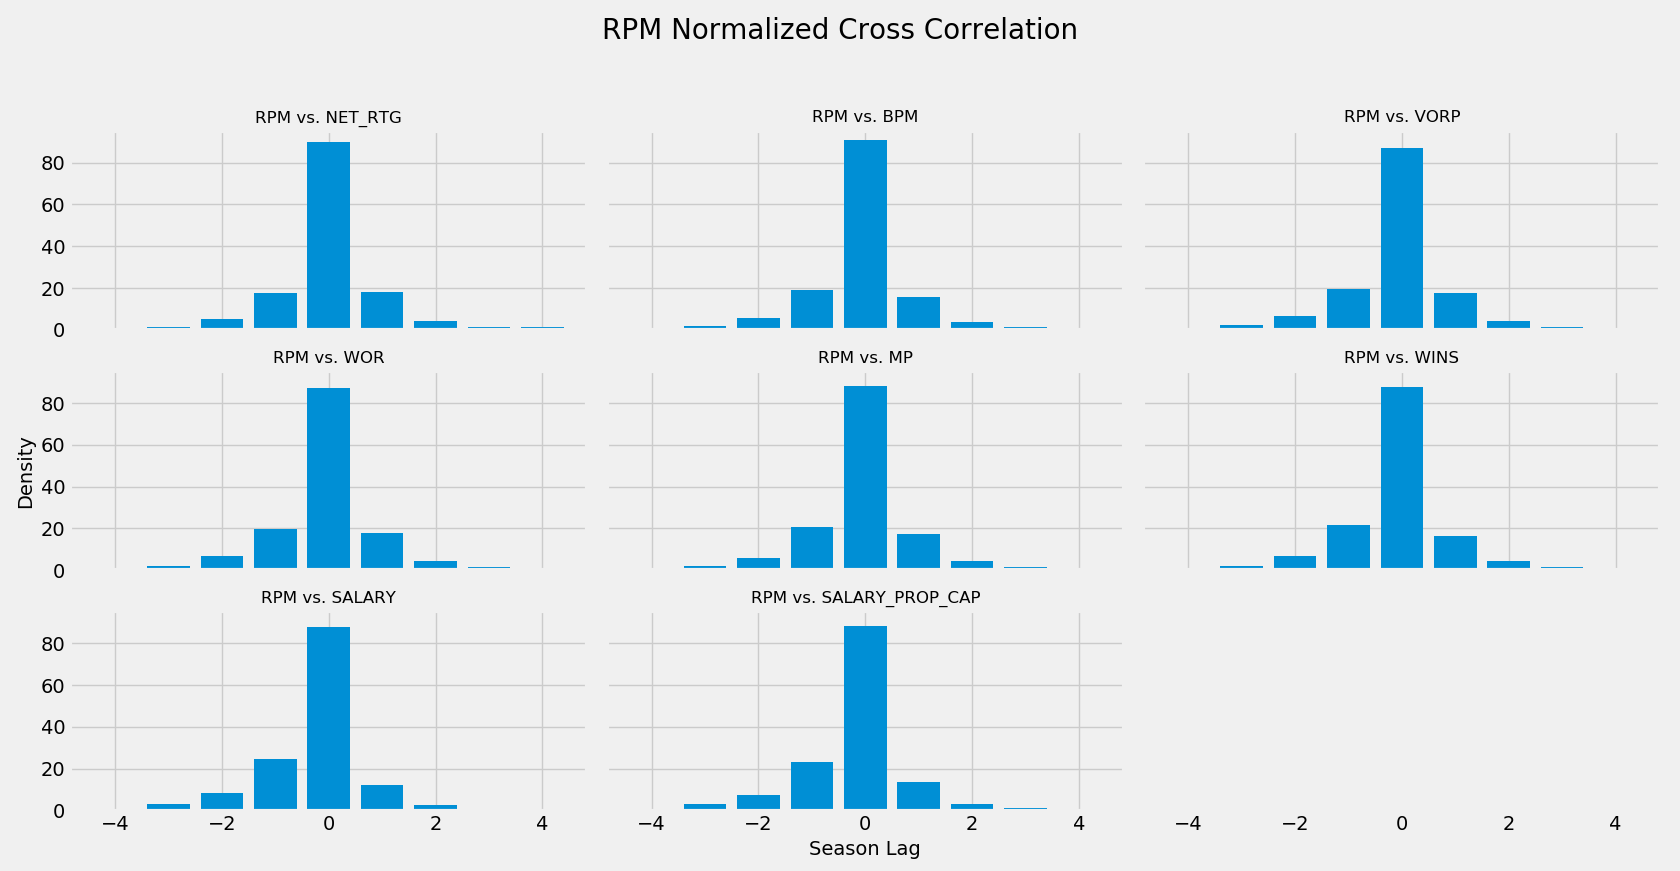 RPM Normalized Cross Correlation
RPM vs. NET_RTG
RPM vs. BPM
RPM vs. VORP
80
60
40
20
0
RPM vs. WOR
RPM vs. MP
RPM vs. WINS
80
60
40
20
0
Density
RPM vs. SALARY
RPM vs. SALARY_PROP_CAP
80
60
40
20
0
−4 −2 0 2 4
−4 −2 0 2 4
−4 −2 0 2 4
Season Lag